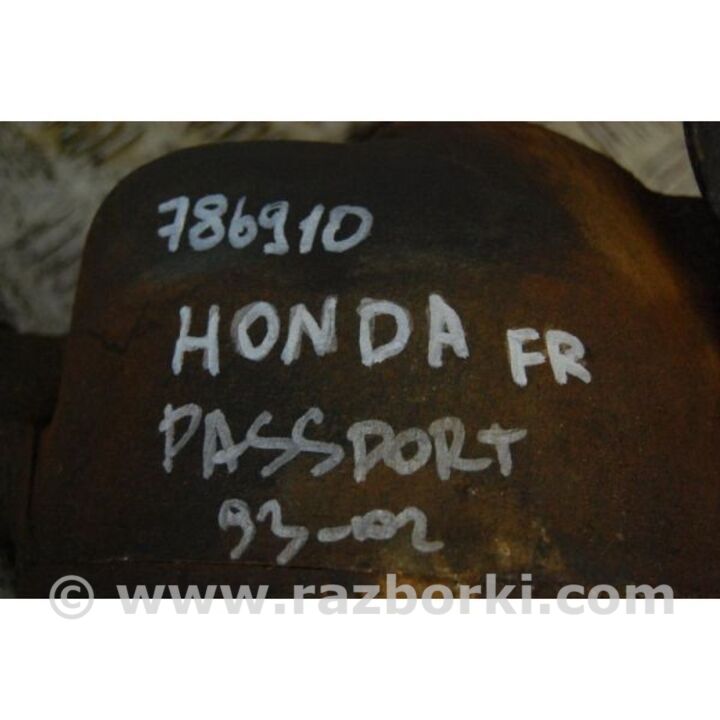 786910
HONDA FR
PASSPORT
93-02
© www.razborki.com